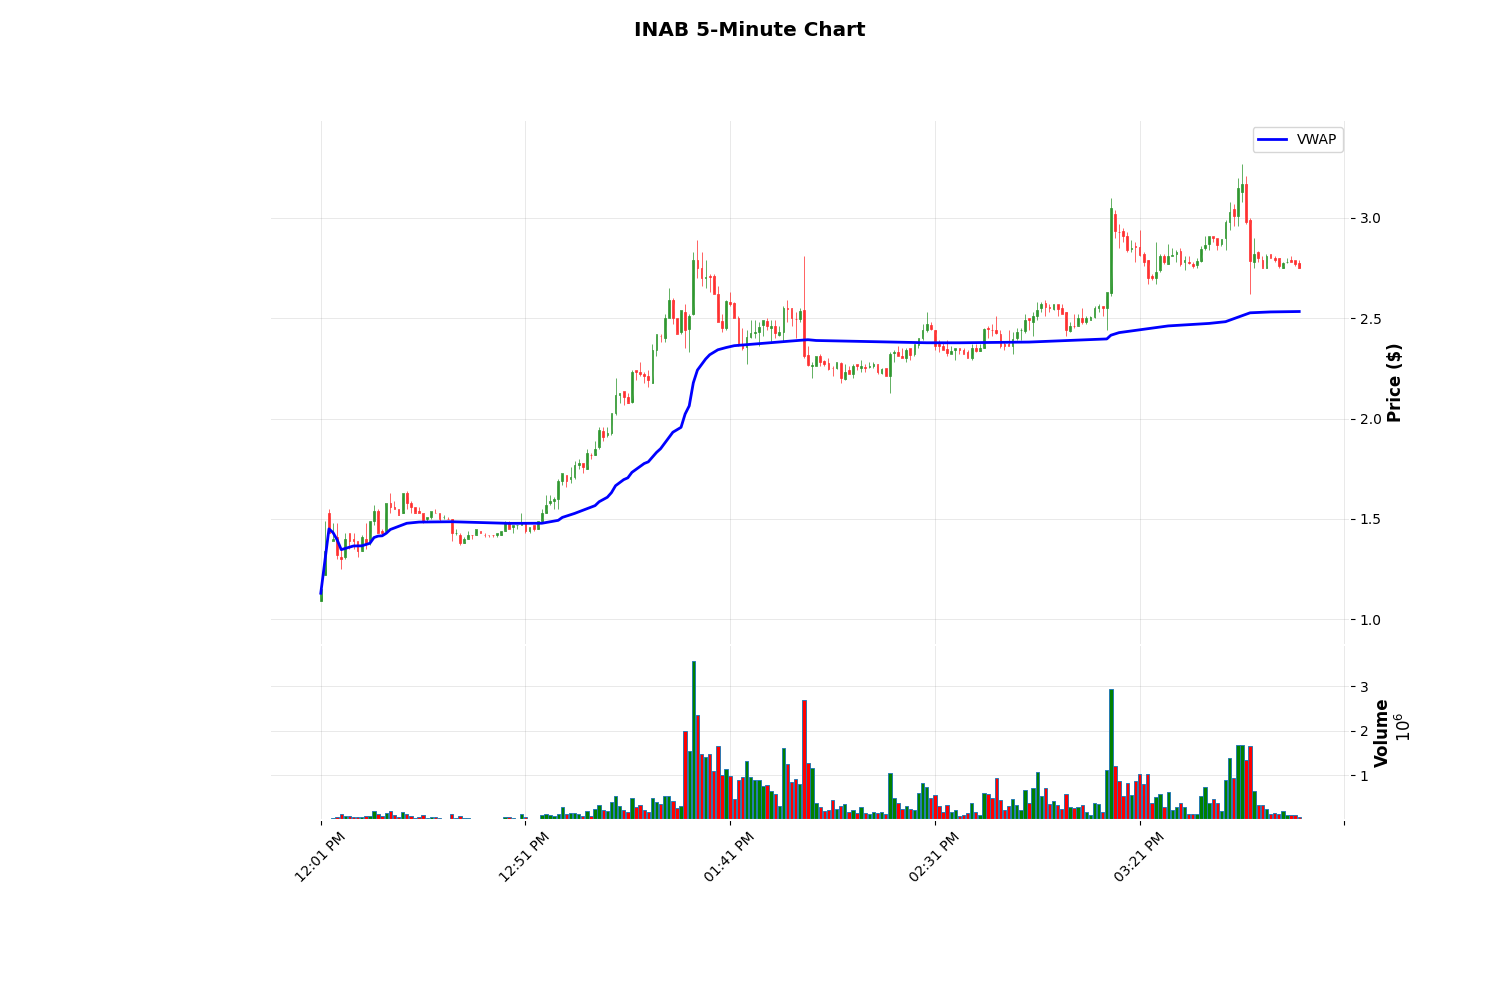 INAB 5-Minute Chart
VWAP
3.0
2.5
2.0
1.5
1.0
Price ($)
3
2
1
Volume
10^6
12:01 PM
12:51 PM
01:41 PM
02:31 PM
03:21 PM